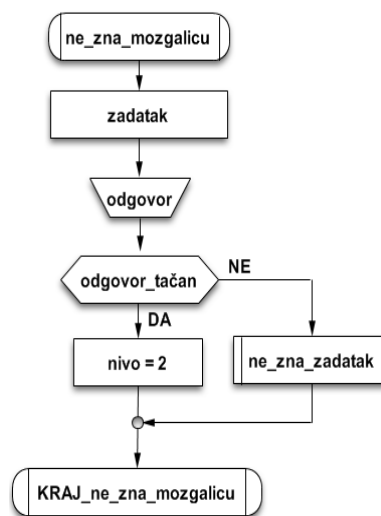 ne_zna_mozgalicu
zadatak
odgovor
odgovor_tačan
NE
DA
nivo = 2
ne_zna_zadatak
KRAJ_ne_zna_mozgalicu